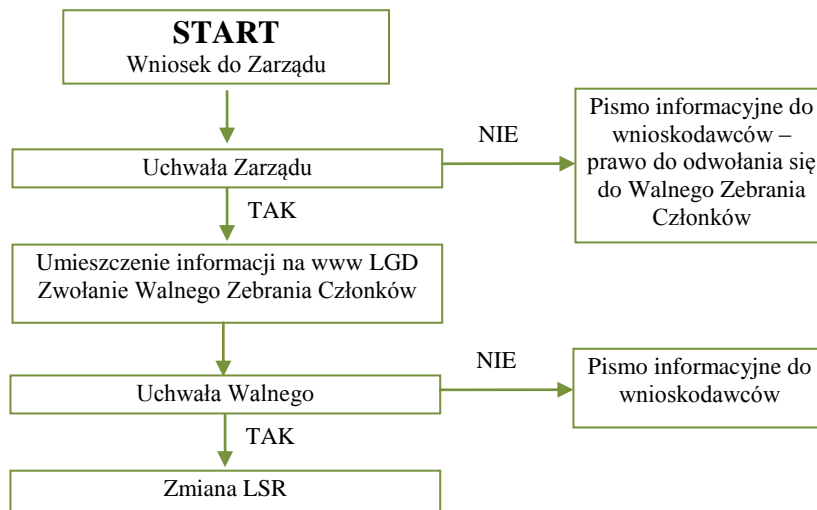 START
Wniosek do Zarządu
Uchwała Zarządu
NIE
Pismo informacyjne do
wnioskodawców –
prawo do odwołania się
do Walnego Zebrania
Członków
TAK
Umieszczenie informacji na www LGD
Zwołanie Walnego Zebrania Członków
Uchwała Walnego
NIE
Pismo informacyjne do
wnioskodawców
TAK
Zmiana LSR